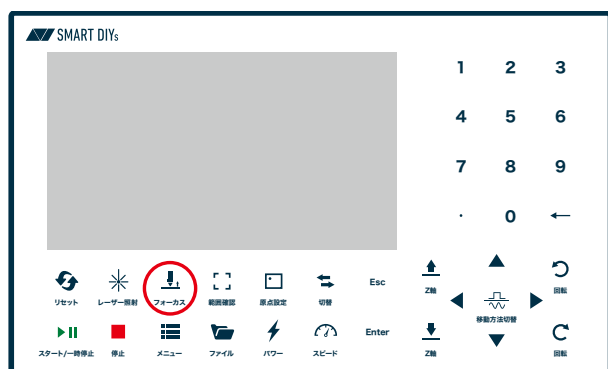 SMART DIYs
1 2 3
4 5 6
7 8 9
. 0 ←
リセット レーザー照射 フォーカス 範囲確認 原点設定 切替 Esc Z軸 回転
移動方法切替
スタート/一時停止 停止 メニュー ファイル パワー スピード Enter Z軸 回転